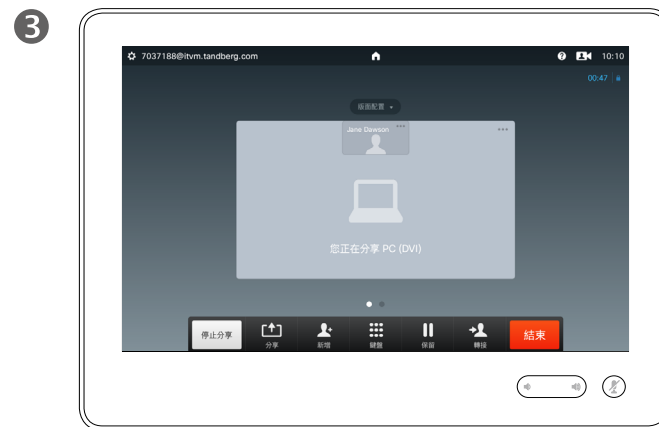 3
7037188@itvm.tandberg.com
10:10
00:47
版面配置
Jane Dawson
您正在分享 PC (DVI)
停止分享
分享
新增
鍵盤
保留
轉接
結束